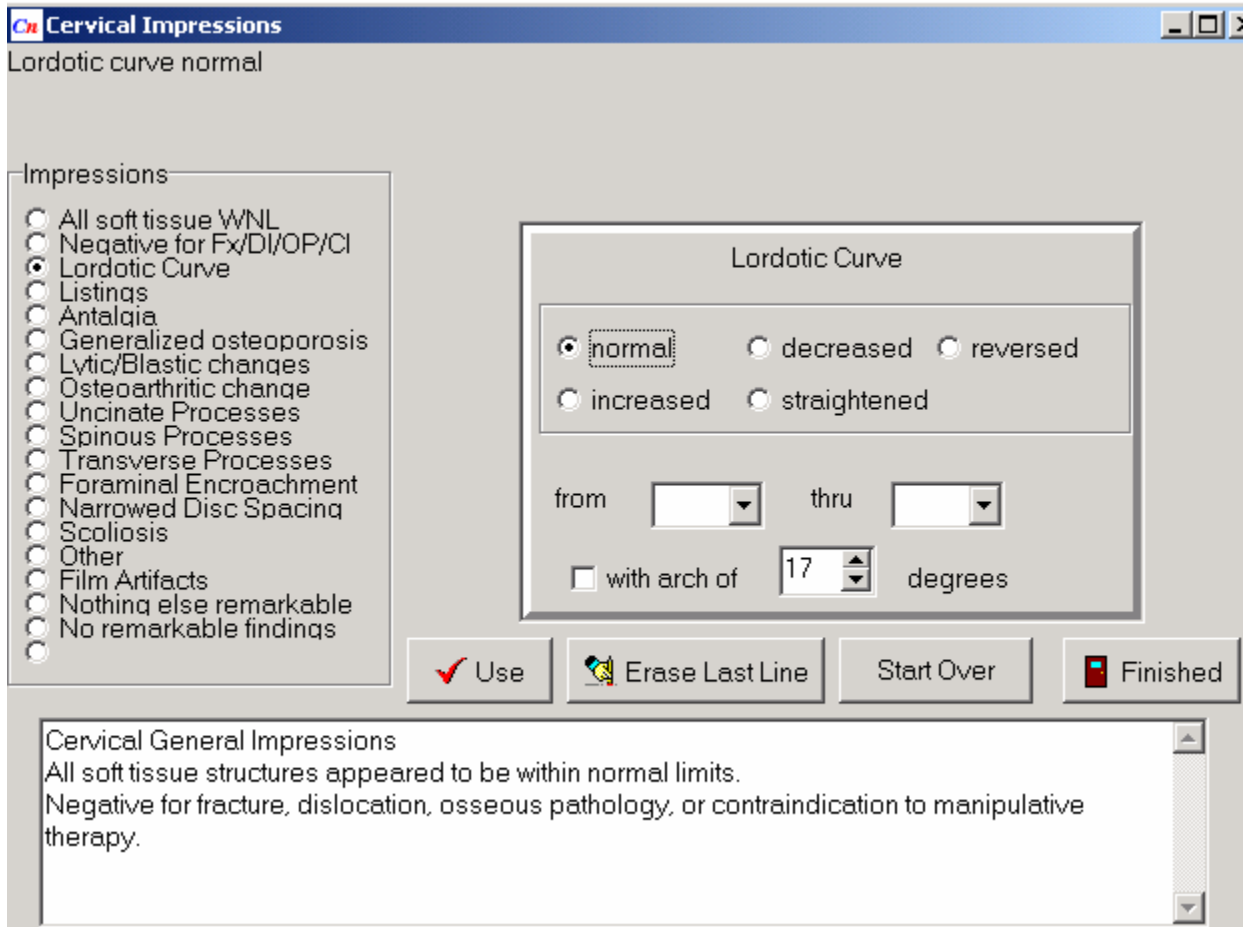 Cn Cervical Impressions
Lordotic curve normal
Impressions
All soft tissue WNL
Negative for Fx/DI/OP/CI
Lordotic Curve
Listings
Antalgia
Generalized osteoporosis
Lytic/Blastic changes
Osteoarthritic change
Uncinate Processes
Spinous Processes
Transverse Processes
Foraminal Encroachment
Narrowed Disc Spacing
Scoliosis
Other
Film Artifacts
Nothing else remarkable
No remarkable findings
Lordotic Curve
normal decreased reversed
increased straightened
from thru
with arch of 17 degrees
Use Erase Last Line Start Over Finished
Cervical General Impressions
All soft tissue structures appeared to be within normal limits.
Negative for fracture, dislocation, osseous pathology, or contraindication to manipulative
therapy.